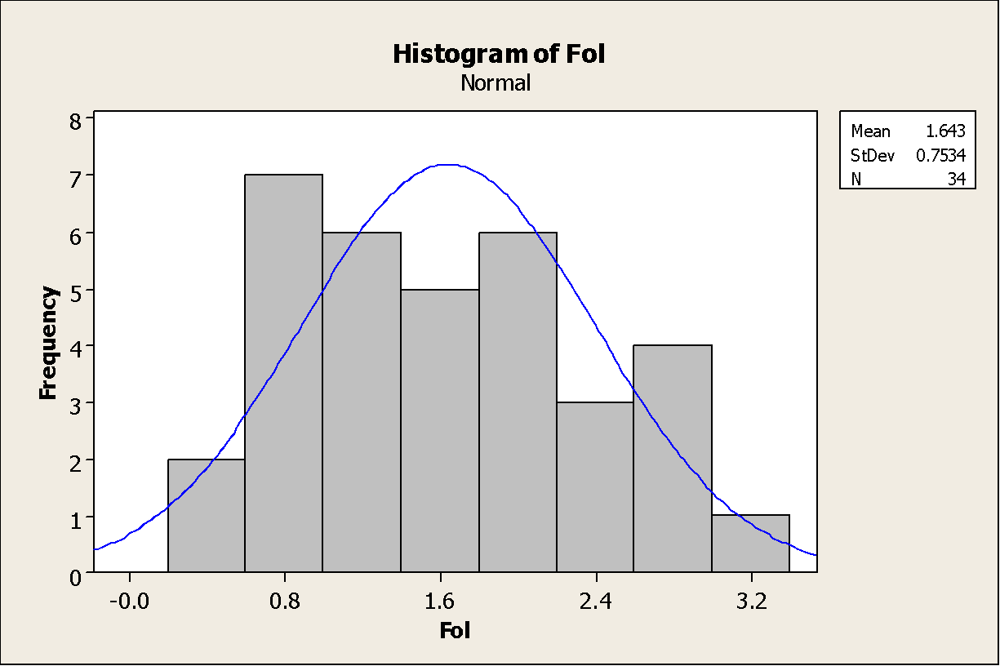 Histogram of Fol
Normal
Mean 1.643
StDev 0.7534
N 34
Frequency
8
7
6
5
4
3
2
1
0
-0.0 0.8 1.6 2.4 3.2
Fol